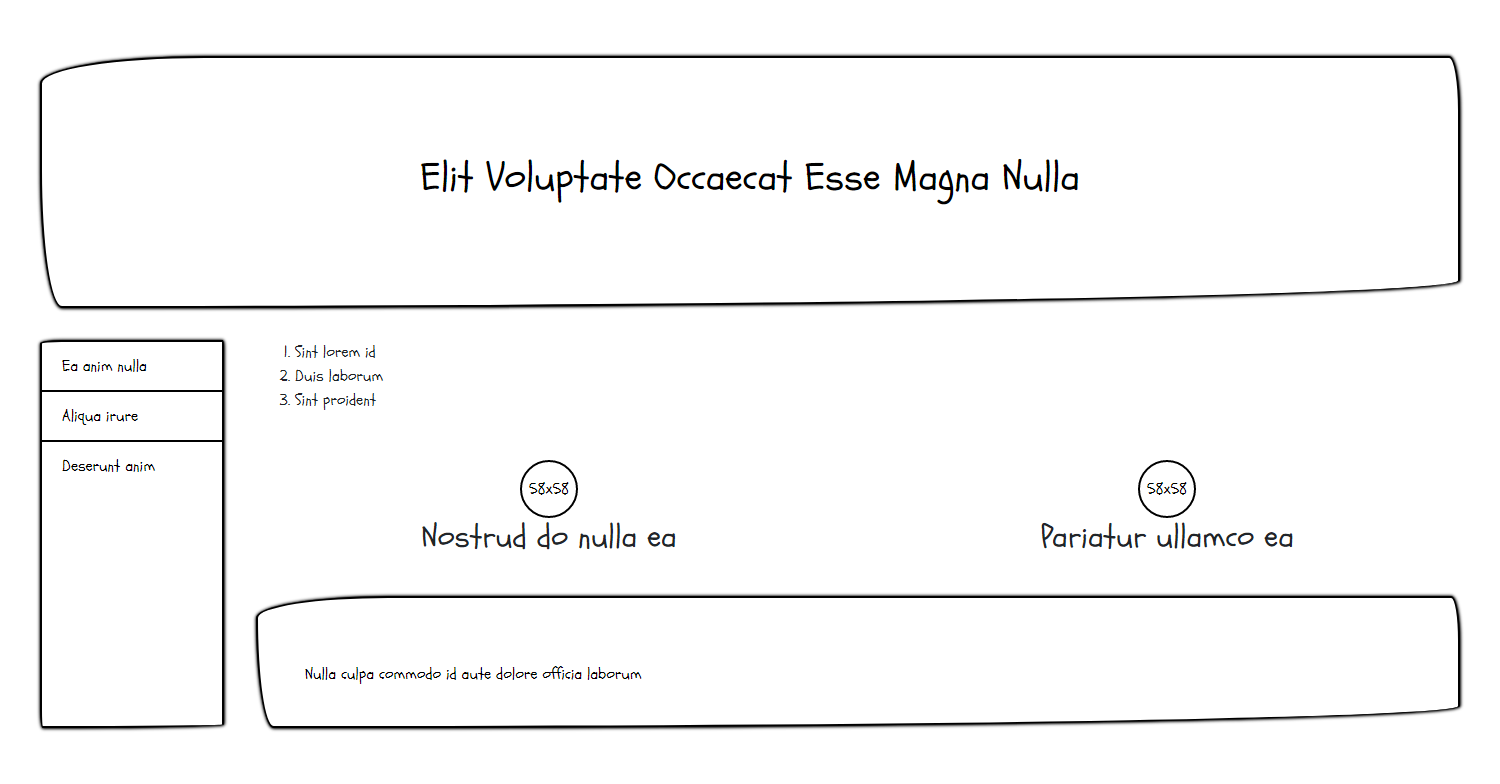 Elit Voluptate Occaecat Esse Magna Nulla
Ea anim nulla
Aliqua irure
Deserunt anim
1. Sint lorem id
2. Duis laborum
3. Sint proident
58x58
Nostrud do nulla ea
58x58
Pariatur ullamco ea
Nulla culpa commodo id aute dolore officia laborum